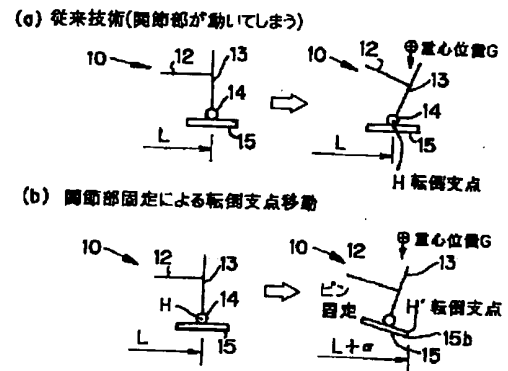 (a) 従来技術(関節部が動いてしまう)
10
12
13
14
15
L
10
12
重心位置G
13
14
15
L
H 転倒支点
(b) 関節部固定による転倒支点移動
10
12
13
H
14
15
L
10
12
重心位置G
13
ピン
固定
H' 転倒支点
15b
15
L+α